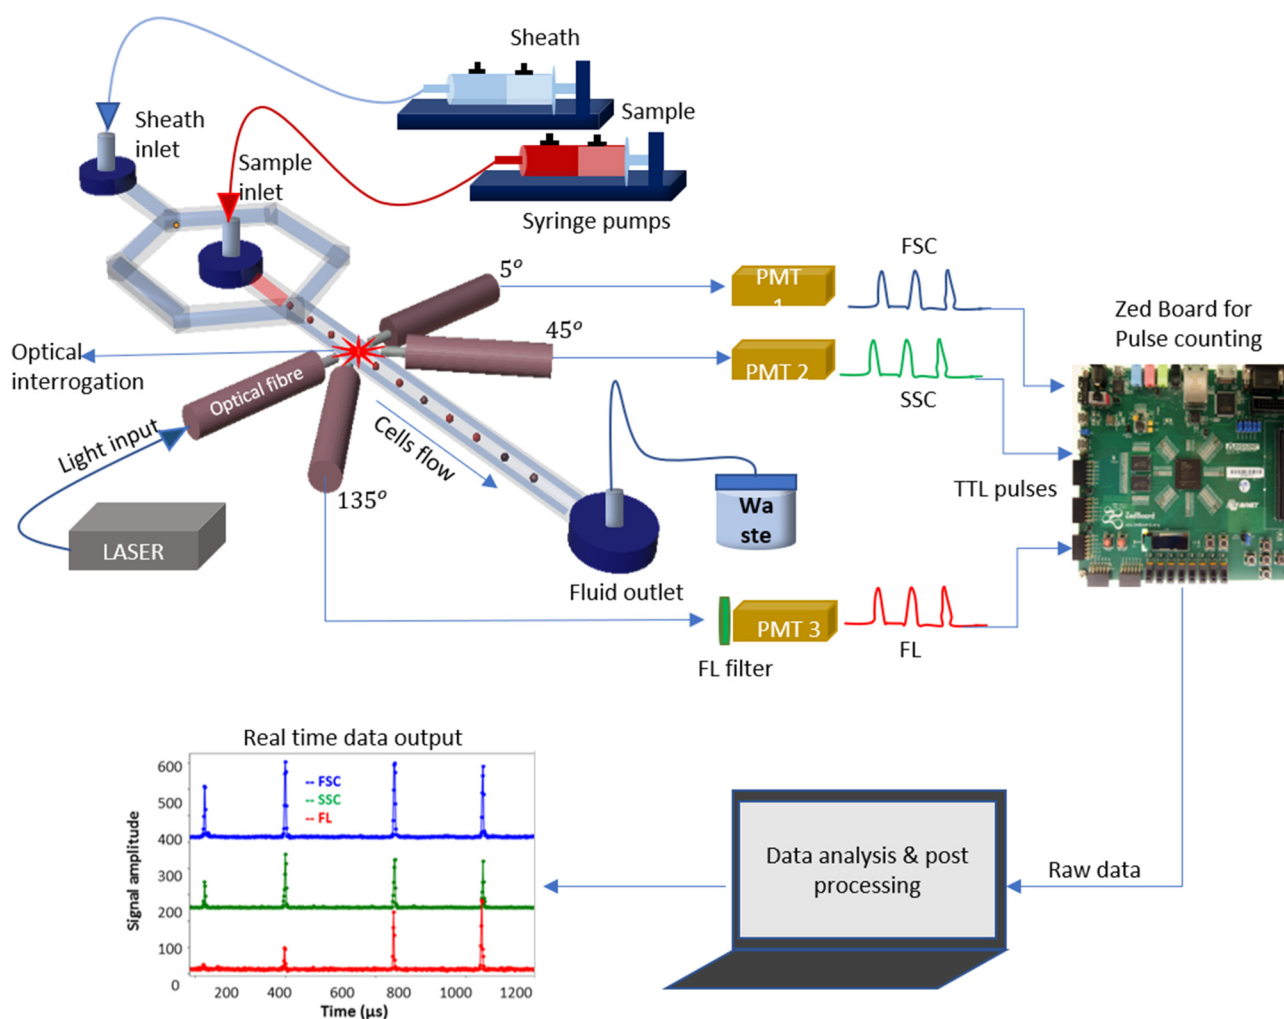 Sheath
Sheath
inlet
Sample
Sample
inlet
Syringe pumps
5°
FSC
PMT
1
Zed Board for
Pulse counting
45°
PMT 2
SSC
Optical
interrogation
Optical fibre
Light input
Cells flow
135°
LASER
Wa
ste
Fluid outlet
TTL pulses
ZedBoard
PMT 3
FL filter
FL
Real time data output
600
500
400
300
200
100
0
Signal amplitude
-- FSC
-- SSC
-- FL
200
400
600
800
1000
1200
Time (µs)
Data analysis & post
processing
Raw data